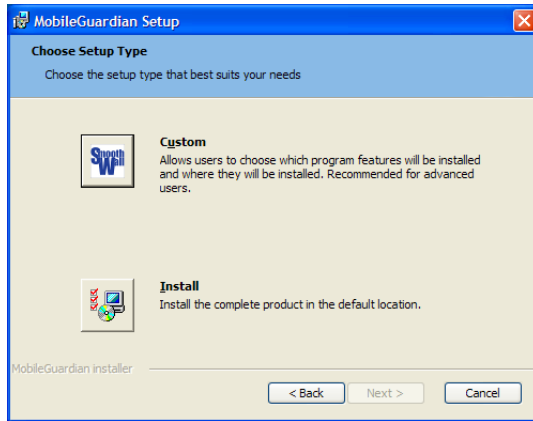 MobileGuardian Setup
Choose Setup Type
Choose the setup type that best suits your needs
Smooth
Wall
Custom
Allows users to choose which program features will be installed
and where they will be installed. Recommended for advanced
users.
Install
Install the complete product in the default location.
MobileGuardian installer
< Back
Next >
Cancel